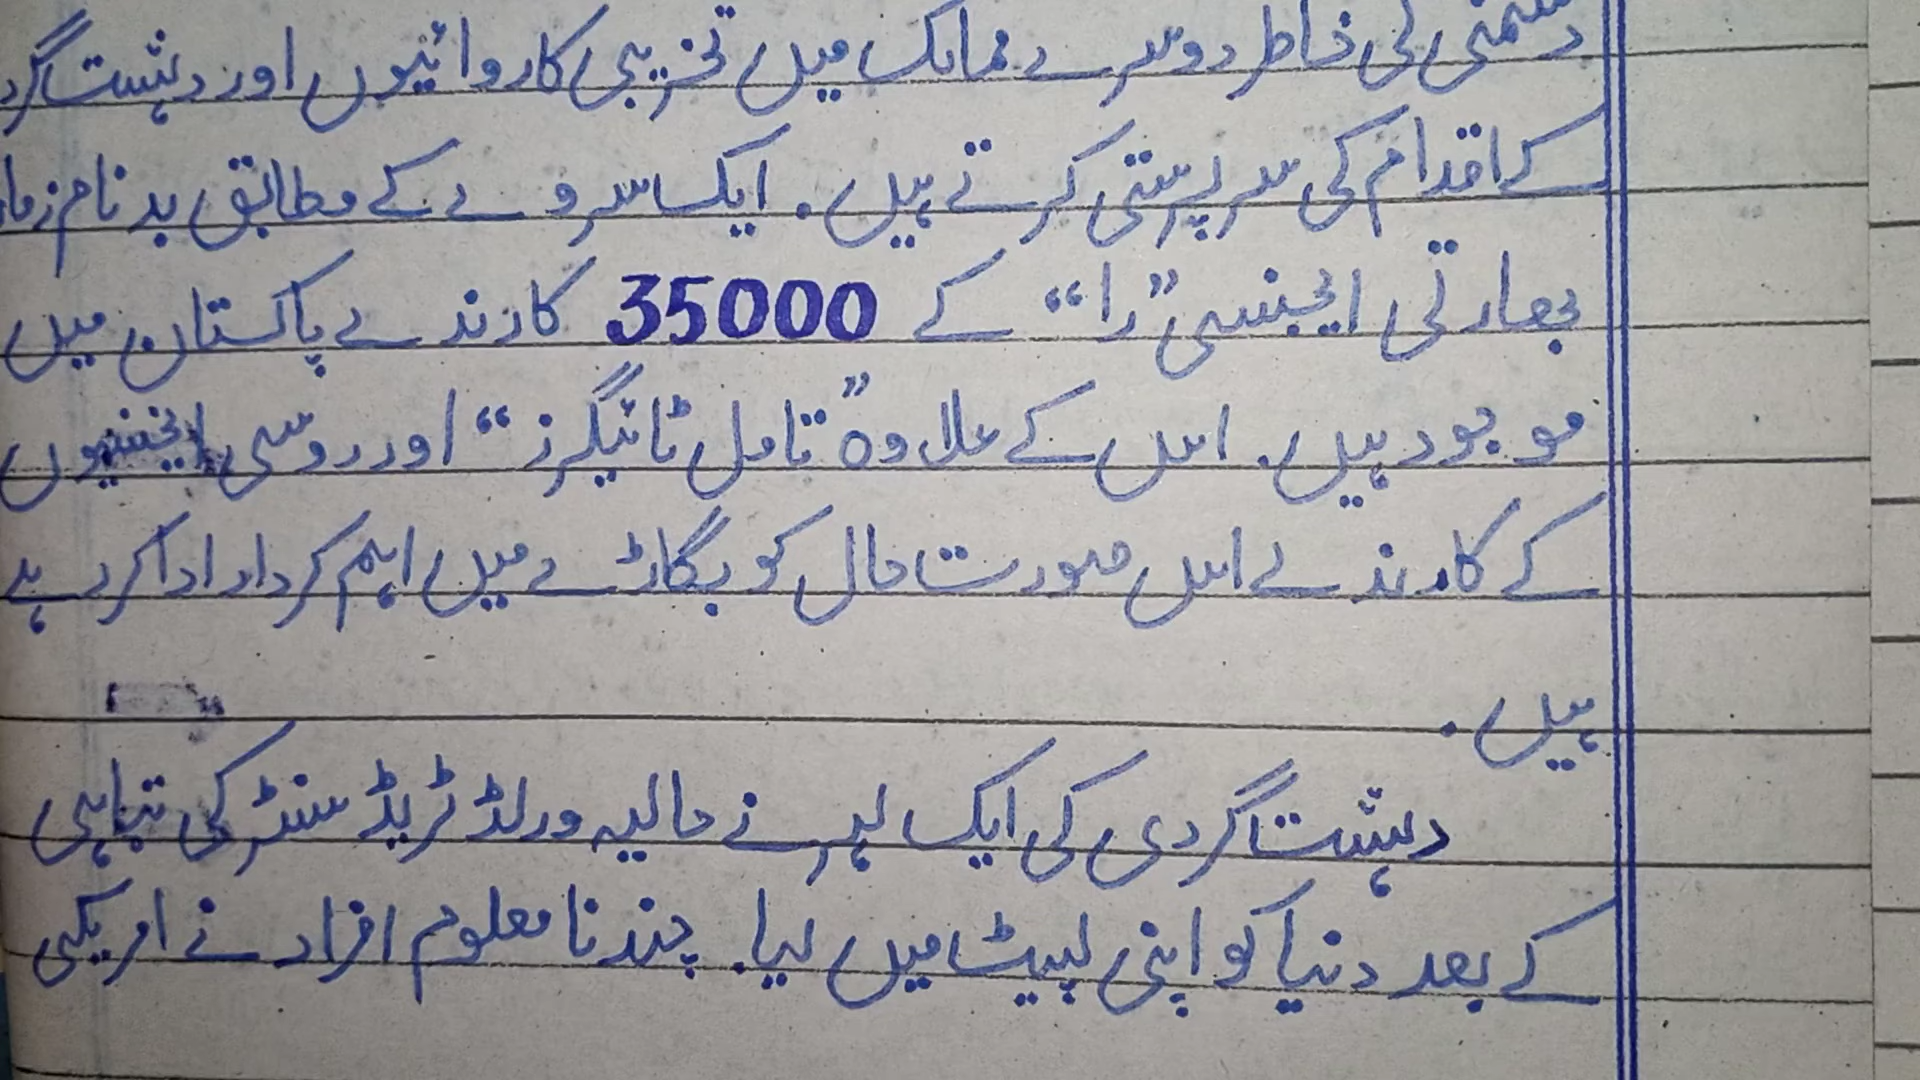 دشمنی کی خاطر دوسرے ممالک میں تخریبی کاروائیوں اور دہشت گرد
کے اقدام کی سرپرستی کرتے ہیں۔ ایک سروے کے مطابق بدنام زما
بھارتی ایجنسی ”را“ کے 35000 کارندے پاکستان میں
موجود ہیں۔ اس کے علاوہ ”تامل ٹائیگرز“ اور روسی ایجنسیوں
کے کارندے اس صورت حال کو بگاڑنے میں اہم کردار ادا کر رہے
ہیں۔
دہشت گردی کی ایک لہر نے حالیہ ورلڈ ٹریڈ سنٹر کی تباہی
کے بعد دنیا کو اپنی لپیٹ میں لیا۔ چند نا معلوم افراد نے امریکی